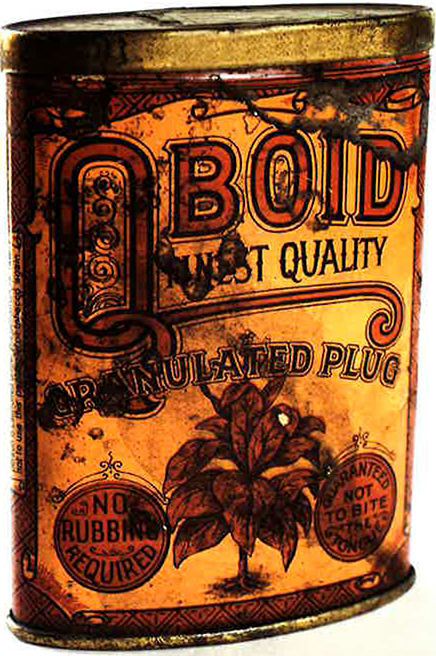 QBOID
FINEST QUALITY
GRANULATED PLUG
NO
RUBBING
REQUIRED
GUARANTEED
NOT
TO BITE
THE
TONGUE